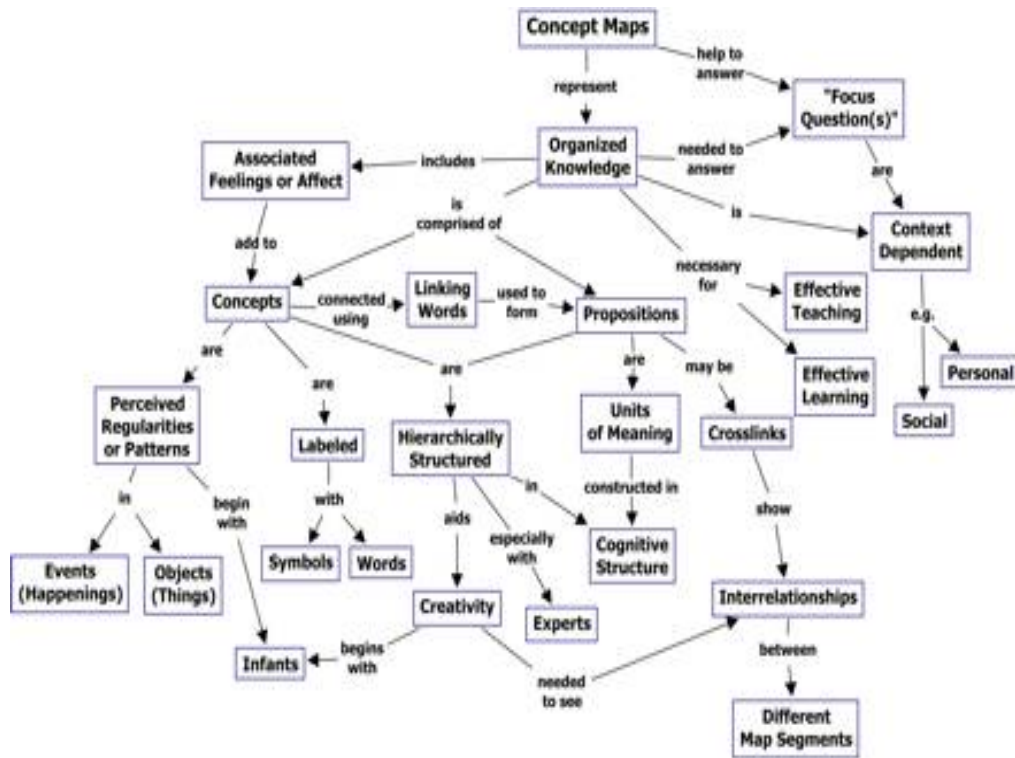 Concept Maps
help to
answer
represent
"Focus
Question(s)"
Organized
Knowledge
needed to
answer
Associated
Feelings or Affect
includes
are
is
comprised of
is
Context
Dependent
add to
necessary
for
Concepts
connected
using
Linking
Words
used to
form
Propositions
Effective
Teaching
e.g.
are
are
are
are
may be
Effective
Learning
Personal
Social
Perceived
Regularities
or Patterns
Labeled
Hierarchically
Structured
Units
of Meaning
Crosslinks
in
begin
with
with
aids
in
especially
with
constructed in
show
Events
(Happenings)
Objects
(Things)
Symbols
Words
Cognitive
Structure
Creativity
Experts
Interrelationships
Infants
begins
with
needed
to see
between
Different
Map Segments